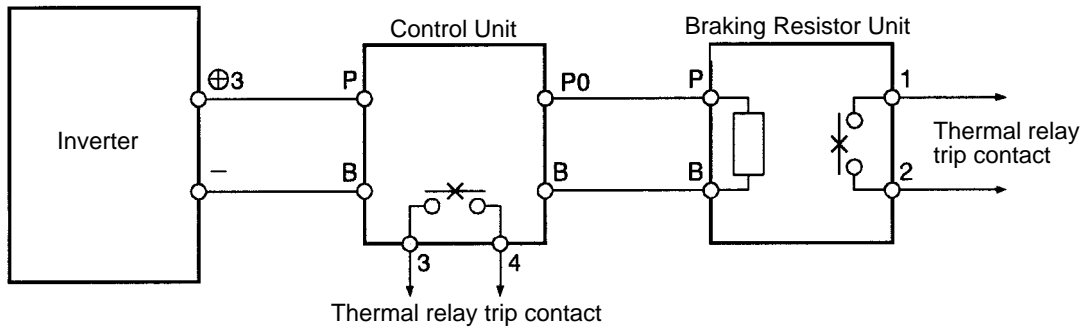 Control Unit
Braking Resistor Unit
Inverter
⊕3
−
P
B
P0
B
P
B
1
2
Thermal relay
trip contact
3
4
Thermal relay trip contact